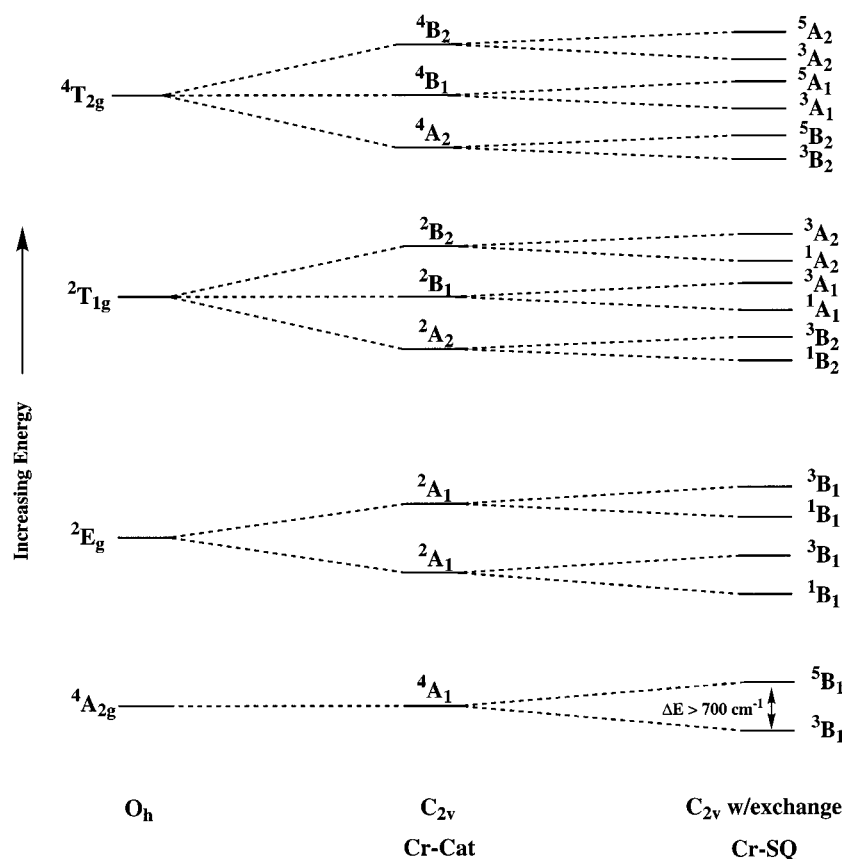 ⁴B₂
⁵A₂
³A₂
⁴T₂g
⁴B₁
⁵A₁
³A₁
⁴A₂
⁵B₂
³B₂
²B₂
³A₂
¹A₂
²T₁g
²B₁
³A₁
¹A₁
²A₂
³B₂
¹B₂
Increasing Energy
²A₁
³B₁
¹B₁
²Eg
²A₁
³B₁
¹B₁
⁴A₂g
⁴A₁
⁵B₁
ΔE > 700 cm⁻¹
³B₁
Oh
C₂v
C₂v w/exchange
Cr-Cat
Cr-SQ